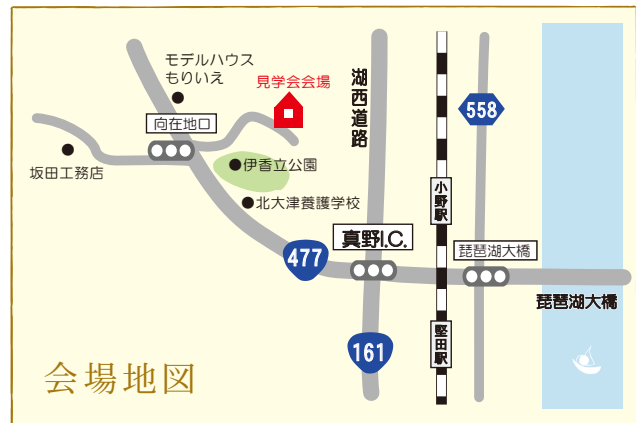 モデルハウス
もりいえ
見学会会場
湖西道路
558
向在地口
坂田工務店
伊香立公園
小野駅
北大津養護学校
真野I.C.
琵琶湖大橋
477
琵琶湖大橋
161
堅田駅
会場地図